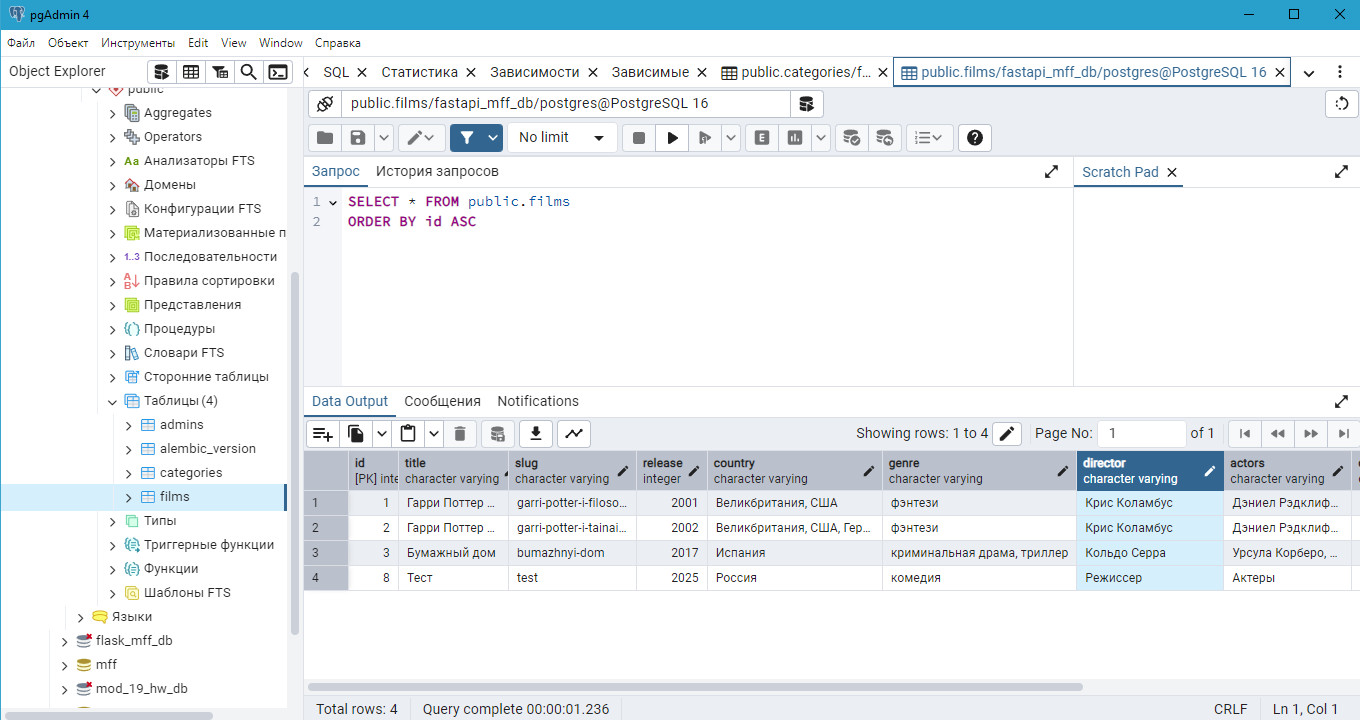 pgAdmin 4
Файл Объект Инструменты Edit View Window Справка
Object Explorer
SQL Статистика Зависимости Зависимые public.categories/f... public.films/fastapi_mff_db/postgres@PostgreSQL 16
public.films/fastapi_mff_db/postgres@PostgreSQL 16
No limit
E
Запрос История запросов
Scratch Pad
1 SELECT * FROM public.films
2 ORDER BY id ASC
public
Aggregates
Operators
Aa Анализаторы FTS
Домены
Конфигурации FTS
Материализованные п
1..3 Последовательности
Правила сортировки
Представления
Процедуры
Словари FTS
Сторонние таблицы
Таблицы (4)
admins
alembic_version
categories
films
Типы
Триггерные функции
Функции
Шаблоны FTS
Языки
flask_mff_db
mff
mod_19_hw_db
Data Output Сообщения Notifications
Showing rows: 1 to 4 Page No: 1 of 1
id title slug release country genre director actors
[PK] inte character varying character varying integer character varying character varying character varying character varying
1 1 Гарри Поттер ... garri-potter-i-filoso... 2001 Великбритания, США фэнтези Крис Коламбус Дэниел Рэдклиф...
2 2 Гарри Поттер ... garri-potter-i-tainai... 2002 Великбритания, США, Гер... фэнтези Крис Коламбус Дэниел Рэдклиф...
3 3 Бумажный дом bumazhnyi-dom 2017 Испания криминальная драма, триллер Кольдо Серра Урсула Корберо, ...
4 8 Тест test 2025 Россия комедия Режиссер Актеры
Total rows: 4 Query complete 00:00:01.236 CRLF Ln 1, Col 1